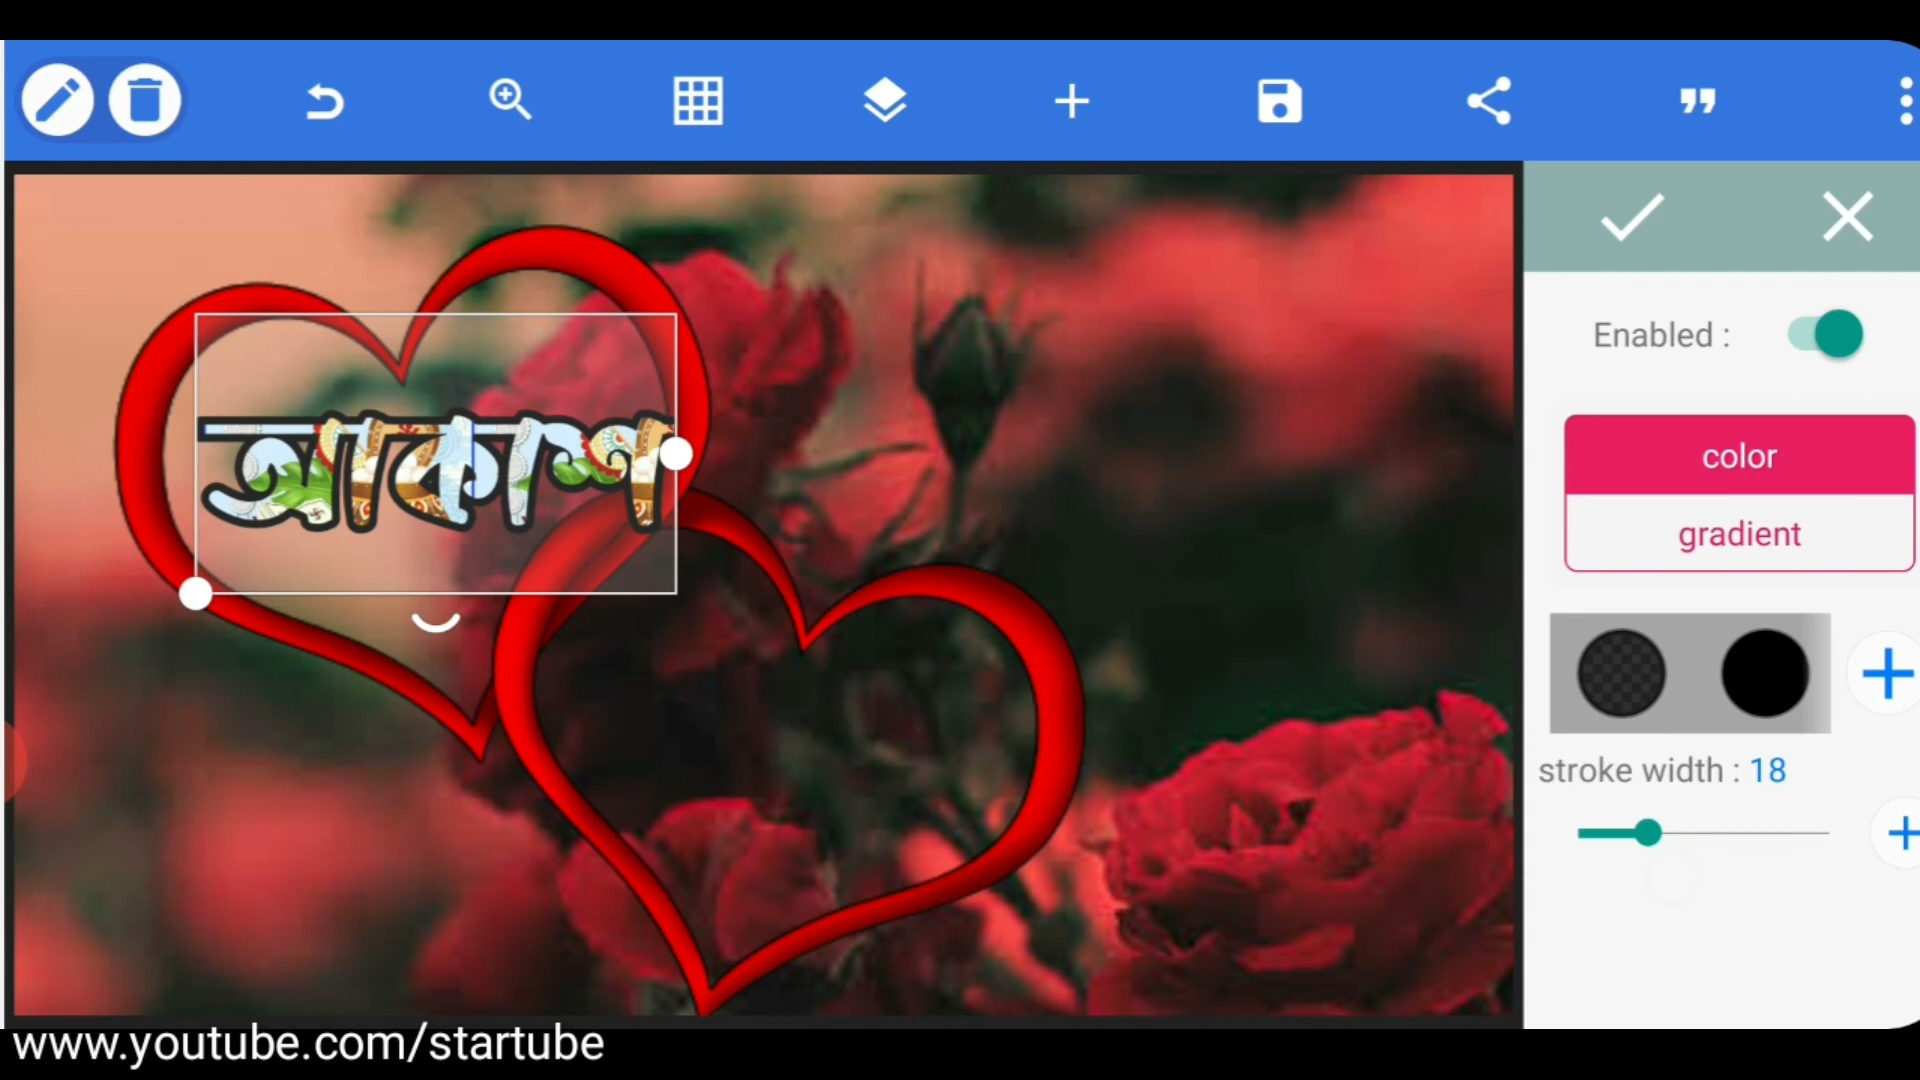 Enabled :
color
আকাশ
gradient
stroke width : 18
www.youtube.com/startube